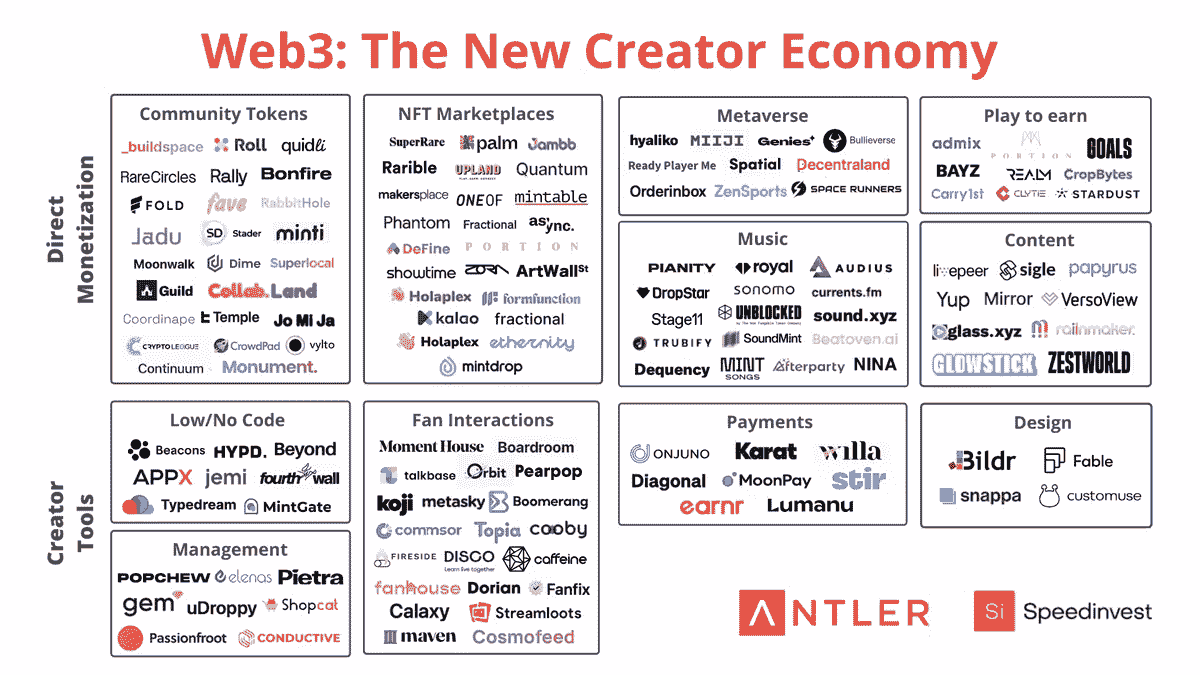 Web3: The New Creator Economy
Direct
Monetization
Community Tokens
_buildspace Roll quidli
RareCircles Rally Bonfire
FOLD fave RabbitHole
Jadu SD Stader minti
Moonwalk Dime Superlocal
Guild Collab.Land
Coordinape Temple Jo Mi Ja
CRYPTOLEAGUE CrowdPad vylto
Continuum Monument.
NFT Marketplaces
SuperRare palm Jambb
Rarible UPLAND Quantum
makersplace ONEOF mintable
Phantom Fractional as'ync.
DeFine PORTION
showtime ZORA ArtWallSt
Holaplex formfunction
kalao fractional
Holaplex ethernity
mintdrop
Metaverse
hyaliko MIIJI Genies Bullieverse
Ready Player Me Spatial Decentraland
Orderinbox ZenSports SPACE RUNNERS
Play to earn
admix PORTION GOALS
BAYZ REALM CropBytes
Carry1st CLYTIE STARDUST
Music
PIANITY royal AUDIUS
DropStar sonomo currents.fm
Stage11 UNBLOCKED sound.xyz
TRUBIFY SoundMint Beatoven.ai
Dequency MINT SONGS Afterparty NINA
Content
livepeer sigle papyrus
Yup Mirror VersoView
glass.xyz railnmaker.
GLOWSTICK ZESTWORLD
Creator
Tools
Low/No Code
Beacons HYPD. Beyond
APPX jemi fourthwall
Typedream MintGate
Management
POPCHEW elenas Pietra
gem uDroppy Shopcat
Passionfroot CONDUCTIVE
Fan Interactions
Moment House Boardroom
talkbase Orbit Pearpop
koji metasky Boomerang
commsor Topia cooby
FIRESIDE DISCO caffeine
Learn live together
fanhouse Dorian Fanfix
Calaxy Streamloots
maven Cosmofeed
Payments
ONJUNO Karat willa
Diagonal MoonPay stir
earnr Lumanu
Design
Bildr Fable
snappa customuse
ANTLER Si Speedinvest